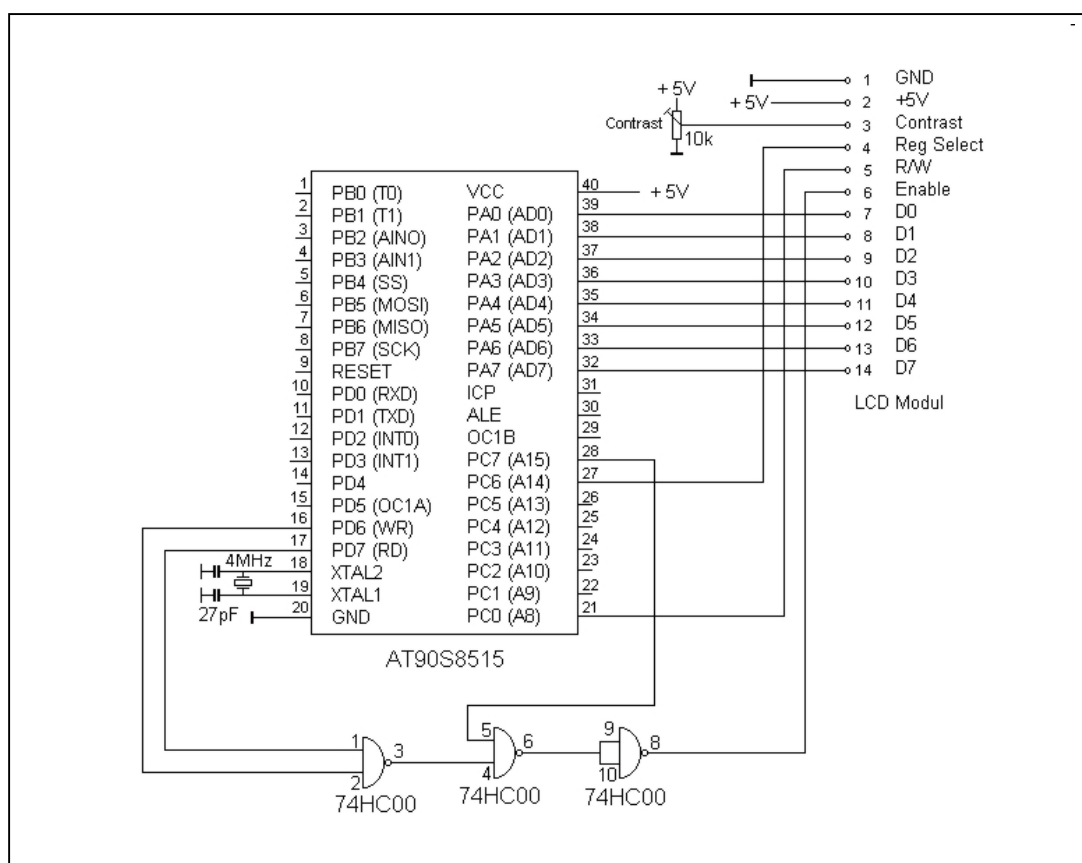 +5V
Contrast
10k
+5V
1 GND
2 +5V
3 Contrast
4 Reg Select
5 R/W
6 Enable
7 D0
8 D1
9 D2
10 D3
11 D4
12 D5
13 D6
14 D7
LCD Modul
1 PB0 (T0)
2 PB1 (T1)
3 PB2 (AIN0)
4 PB3 (AIN1)
5 PB4 (SS)
6 PB5 (MOSI)
7 PB6 (MISO)
8 PB7 (SCK)
9 RESET
10 PD0 (RXD)
11 PD1 (TXD)
12 PD2 (INT0)
13 PD3 (INT1)
14 PD4
15 PD5 (OC1A)
16 PD6 (WR)
17 PD7 (RD)
18 XTAL2
19 XTAL1
20 GND
VCC 40 +5V
PA0 (AD0) 39
PA1 (AD1) 38
PA2 (AD2) 37
PA3 (AD3) 36
PA4 (AD4) 35
PA5 (AD5) 34
PA6 (AD6) 33
PA7 (AD7) 32
ICP 31
ALE 30
OC1B 29
PC7 (A15) 28
PC6 (A14) 27
PC5 (A13) 26
PC4 (A12) 25
PC3 (A11) 24
PC2 (A10) 23
PC1 (A9) 22
PC0 (A8) 21
4MHz
27pF
AT90S8515
1
2
3
74HC00
5
4
6
74HC00
9
10
8
74HC00